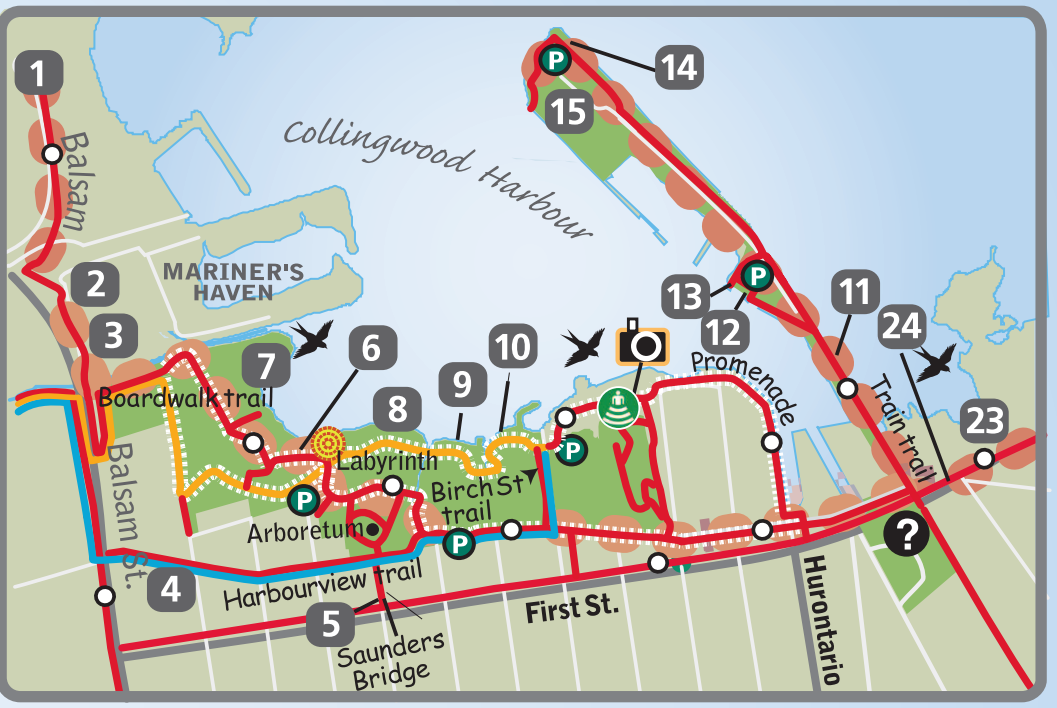 1
14
P
15
Collingwood Harbour
Balsam
MARINER'S
HAVEN
2
13
P
11
12
24
3
6
7
10
Promenade
Boardwalk trail
9
8
Train trail
23
Labyrinth
P
Balsam St.
Birch St
trail
P
Arboretum
P
?
4
Harbourview trail
5
First St.
Hurontario
Saunders
Bridge